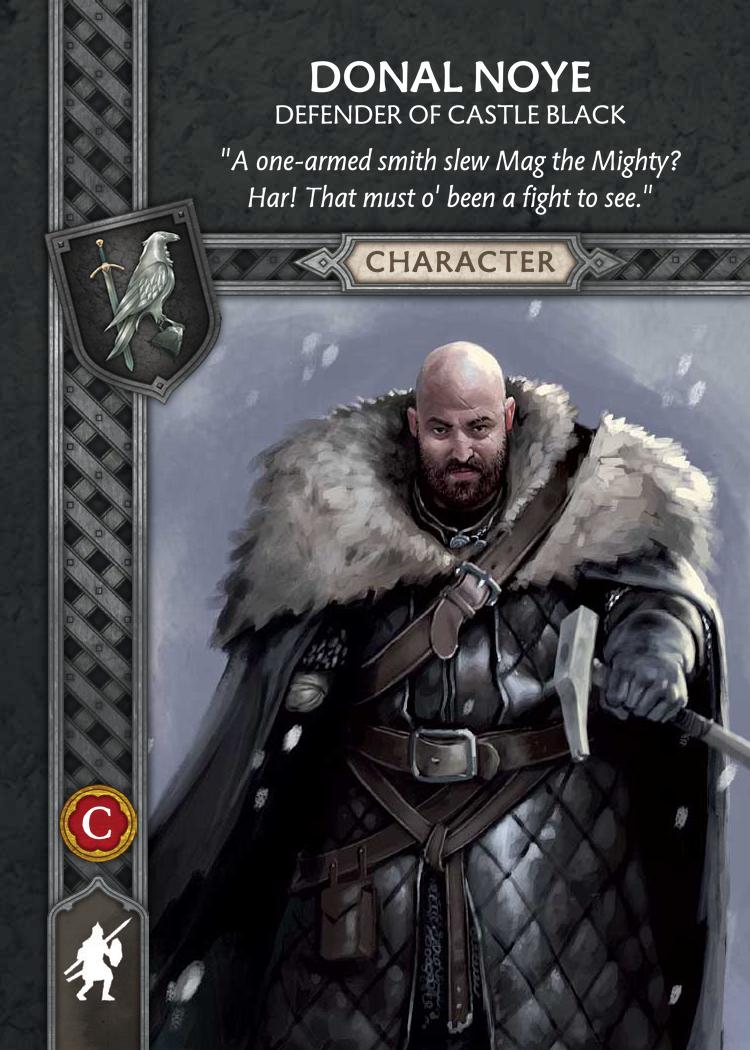 DONAL NOYE
DEFENDER OF CASTLE BLACK
"A one-armed smith slew Mag the Mighty?
Har! That must o' been a fight to see."
CHARACTER
C